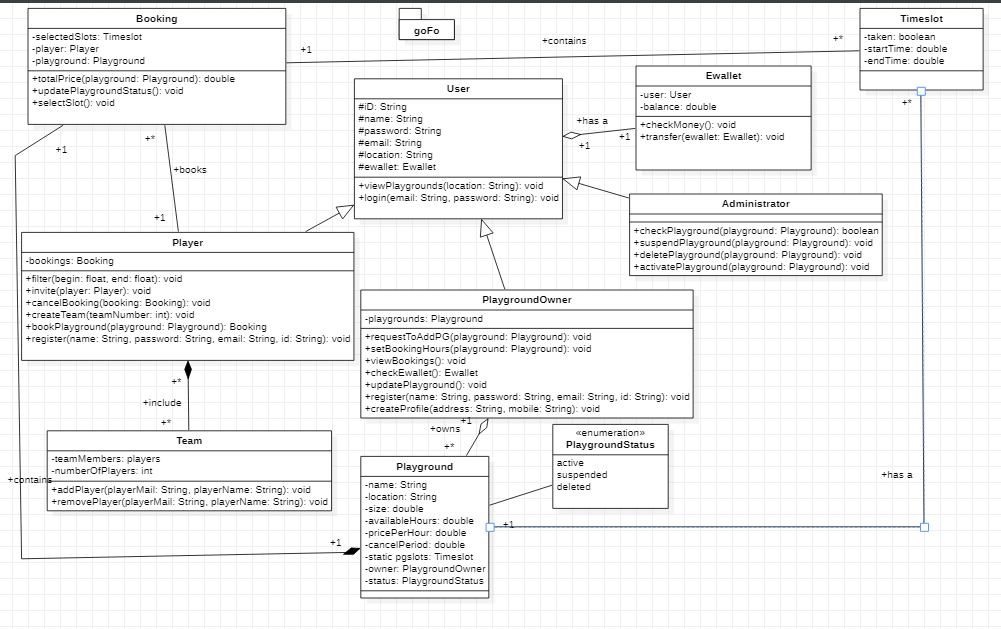 Booking
-selectedSlots: Timeslot
-player: Player
-playground: Playground
+totalPrice(playground: Playground): double
+updatePlaygroundStatus(): void
+selectSlot(): void
goFo
Timeslot
-taken: boolean
-startTime: double
-endTime: double
+1
+contains
+*
User
#iD: String
#name: String
#password: String
#email: String
#location: String
#ewallet: Ewallet
+viewPlaygrounds(location: String): void
+login(email: String, password: String): void
Ewallet
-user: User
-balance: double
+checkMoney(): void
+transfer(ewallet: Ewallet): void
+has a
+1
+1
+*
+1
+*
+books
+1
Administrator
+checkPlayground(playground: Playground): boolean
+suspendPlayground(playground: Playground): void
+deletePlayground(playground: Playground): void
+activatePlayground(playground: Playground): void
Player
-bookings: Booking
+filter(begin: float, end: float): void
+invite(player: Player): void
+cancelBooking(booking: Booking): void
+createTeam(teamNumber: int): void
+bookPlayground(playground: Playground): Booking
+register(name: String, password: String, email: String, id: String): void
PlaygroundOwner
-playgrounds: Playground
+requestToAddPG(playground: Playground): void
+setBookingHours(playground: Playground): void
+viewBookings(): void
+checkEwallet(): Ewallet
+updatePlayground(): void
+register(name: String, password: String, email: String, id: String): void
+createProfile(address: String, mobile: String): void
+*
+include
+*
+1
+owns
+*
Team
-teamMembers: players
-numberOfPlayers: int
+addPlayer(playerMail: String, playerName: String): void
+removePlayer(playerMail: String, playerName: String): void
«enumeration»
PlaygroundStatus
active
suspended
deleted
Playground
-name: String
-location: String
-size: double
-availableHours: double
-pricePerHour: double
-cancelPeriod: double
-static pgslots: Timeslot
-owner: PlaygroundOwner
-status: PlaygroundStatus
+contains
+has a
+1
+1